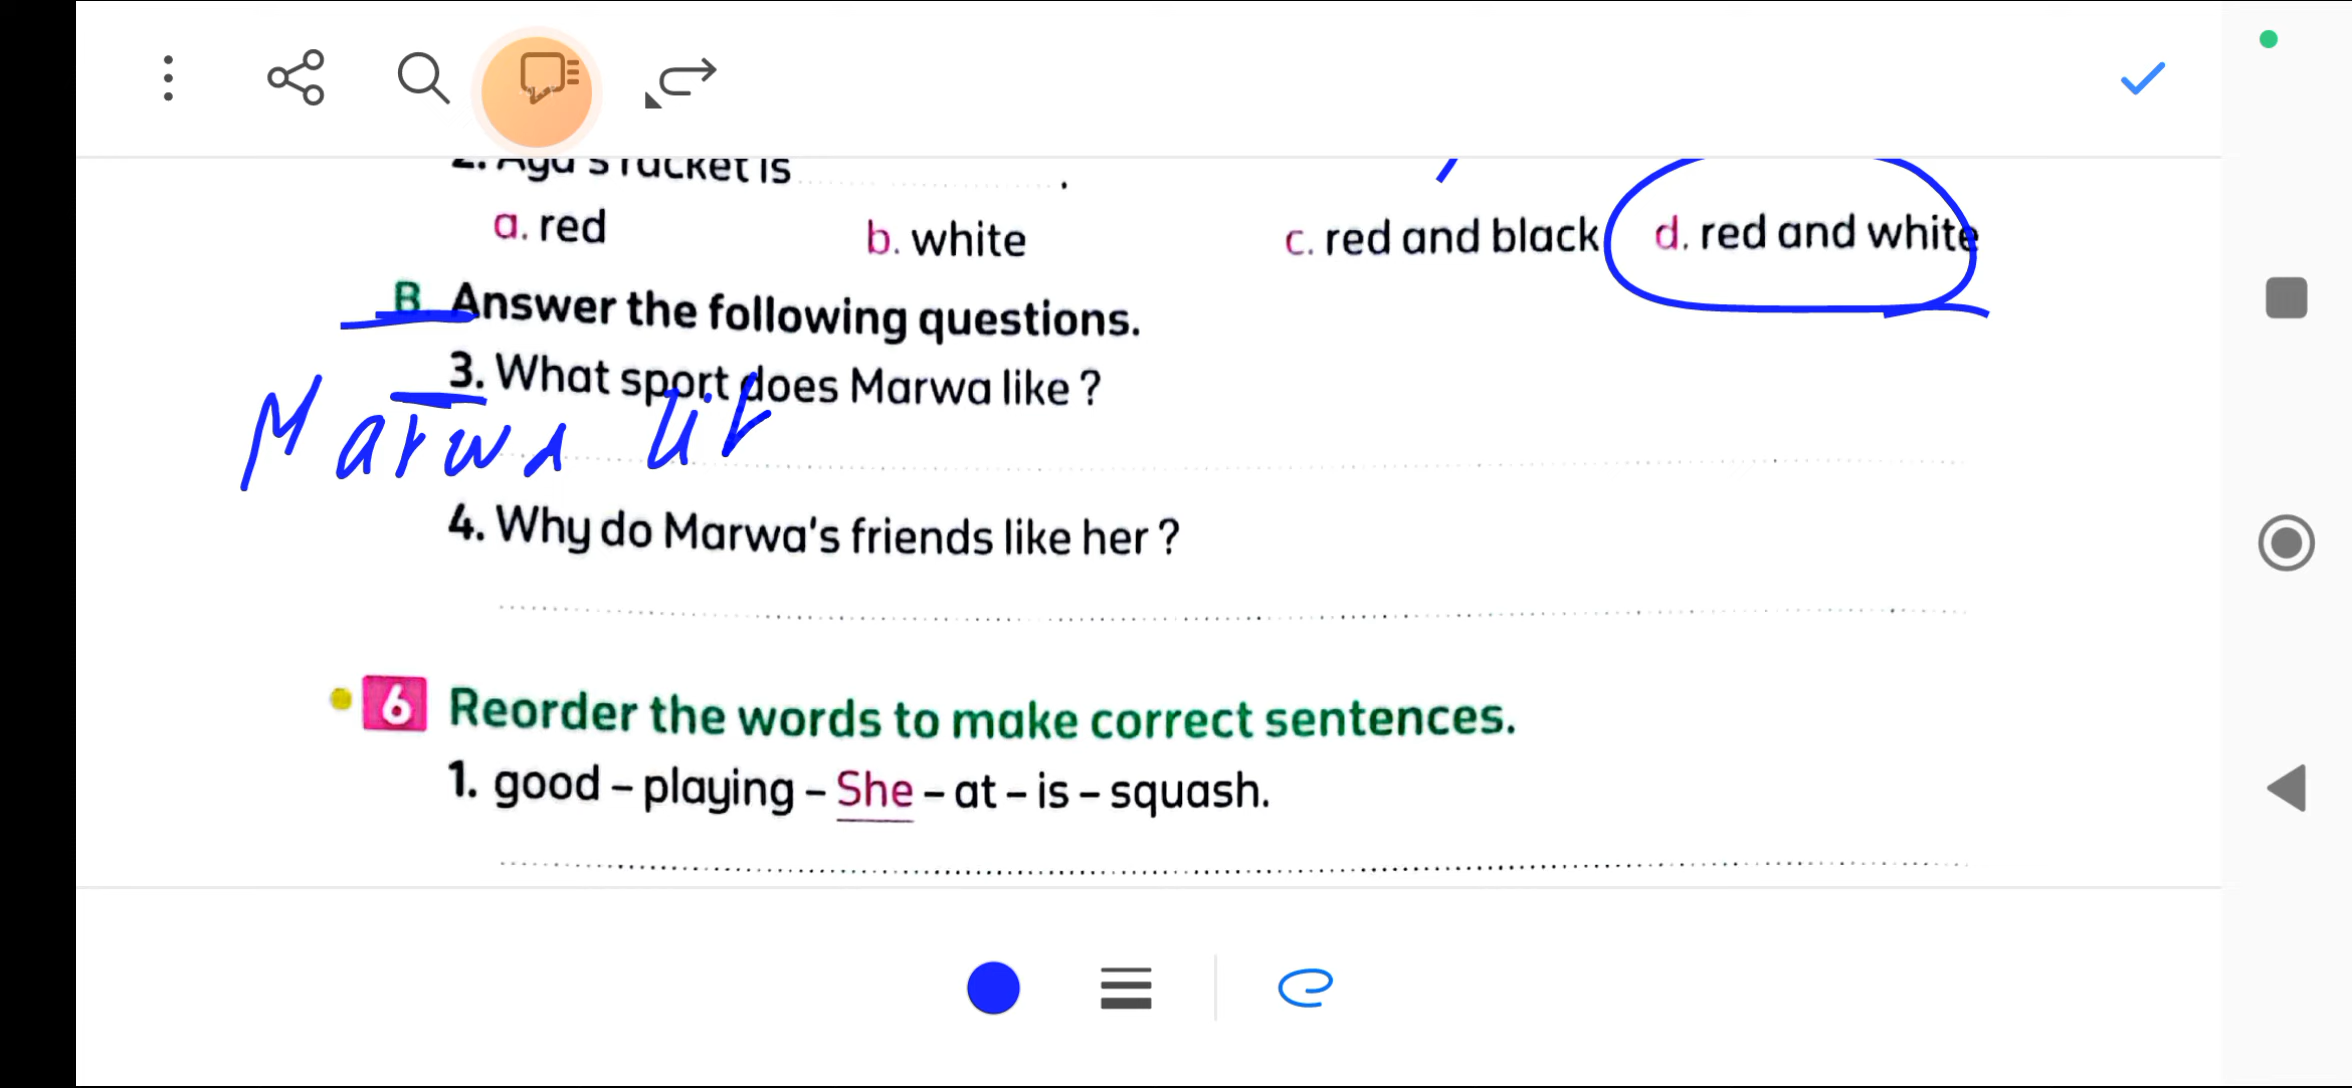 2. Aya's racket is .
a. red b. white c. red and black d. red and white
B Answer the following questions.
3. What sport does Marwa like ?
Marwa lik
4. Why do Marwa's friends like her ?
6 Reorder the words to make correct sentences.
1. good – playing – She – at – is – squash.